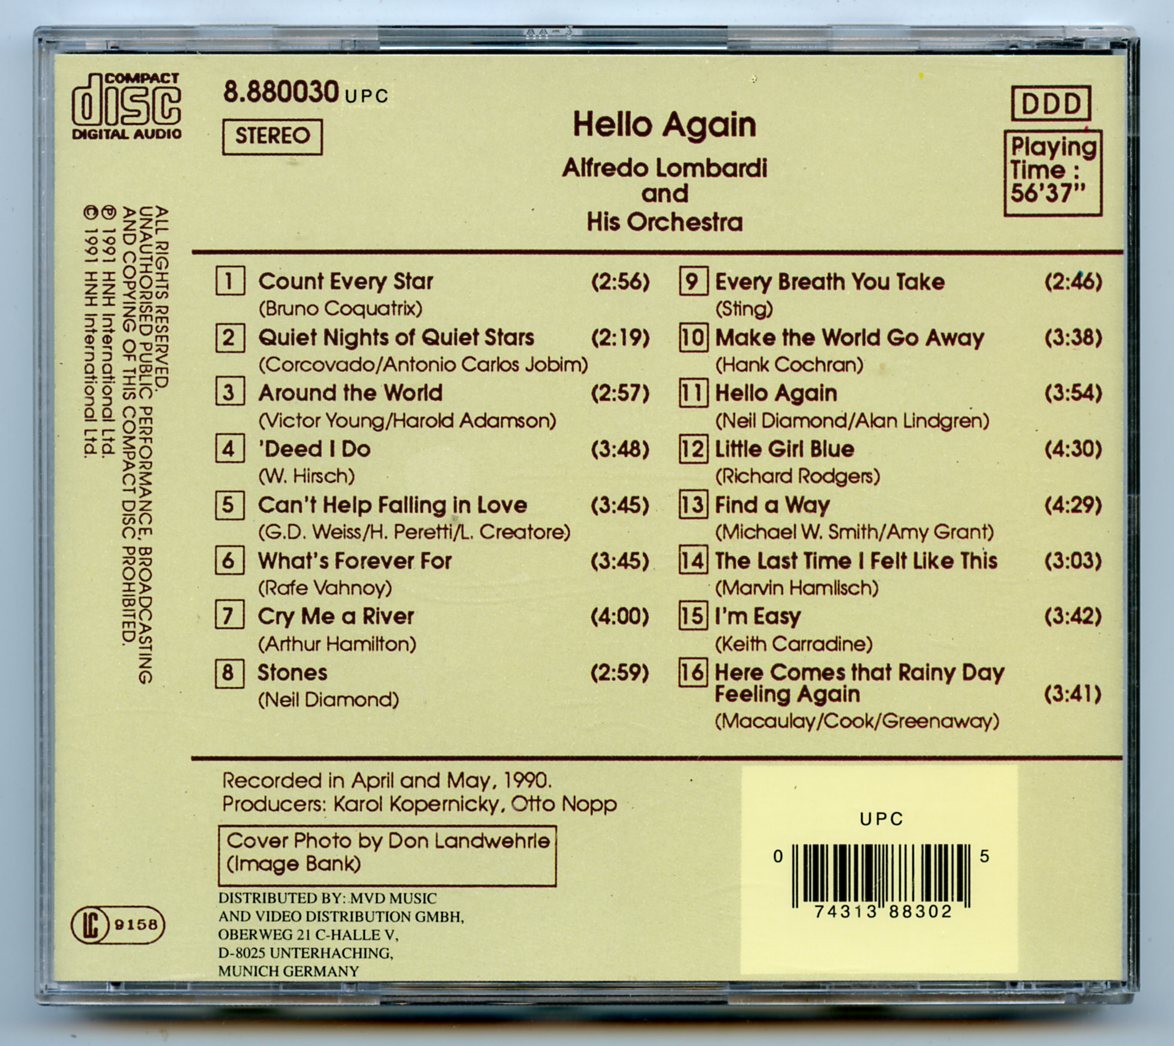 COMPACT
disc
DIGITAL AUDIO
8.880030 UPC
STEREO
Hello Again
Alfredo Lombardi
and
His Orchestra
DDD
Playing
Time :
56'37"
ALL RIGHTS RESERVED.
UNAUTHORISED PUBLIC PERFORMANCE, BROADCASTING
AND COPYING OF THIS COMPACT DISC PROHIBITED.
℗ 1991 HNH International Ltd.
© 1991 HNH International Ltd.
1 Count Every Star (2:56)
(Bruno Coquatrix)
2 Quiet Nights of Quiet Stars (2:19)
(Corcovado/Antonio Carlos Jobim)
3 Around the World (2:57)
(Victor Young/Harold Adamson)
4 'Deed I Do (3:48)
(W. Hirsch)
5 Can't Help Falling in Love (3:45)
(G.D. Weiss/H. Peretti/L. Creatore)
6 What's Forever For (3:45)
(Rafe Vahnoy)
7 Cry Me a River (4:00)
(Arthur Hamilton)
8 Stones (2:59)
(Neil Diamond)
9 Every Breath You Take (2:46)
(Sting)
10 Make the World Go Away (3:38)
(Hank Cochran)
11 Hello Again (3:54)
(Neil Diamond/Alan Lindgren)
12 Little Girl Blue (4:30)
(Richard Rodgers)
13 Find a Way (4:29)
(Michael W. Smith/Amy Grant)
14 The Last Time I Felt Like This (3:03)
(Marvin Hamlisch)
15 I'm Easy (3:42)
(Keith Carradine)
16 Here Comes that Rainy Day
Feeling Again (3:41)
(Macaulay/Cook/Greenaway)
Recorded in April and May, 1990.
Producers: Karol Kopernicky, Otto Nopp
Cover Photo by Don Landwehrle
(Image Bank)
DISTRIBUTED BY: MVD MUSIC
AND VIDEO DISTRIBUTION GMBH,
OBERWEG 21 C-HALLE V,
D-8025 UNTERHACHING,
MUNICH GERMANY
LC 9158
UPC
0 74313 88302 5